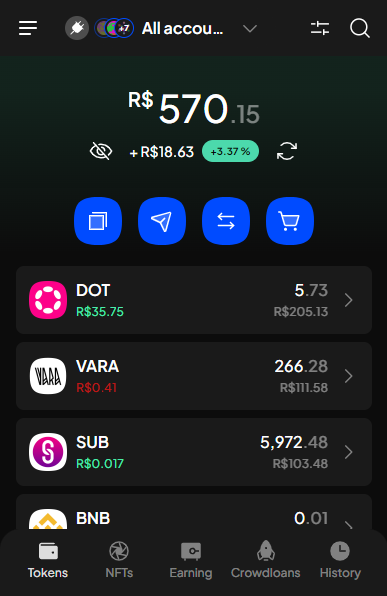 +7 All accou...
R$570.15
+ R$18.63 +3.37 %
DOT 5.73
R$35.75 R$205.13
VARA VARA 266.28
R$0.41 R$111.58
SUB 5,972.48
R$0.017 R$103.48
BNB 0.01
Tokens NFTs Earning Crowdloans History